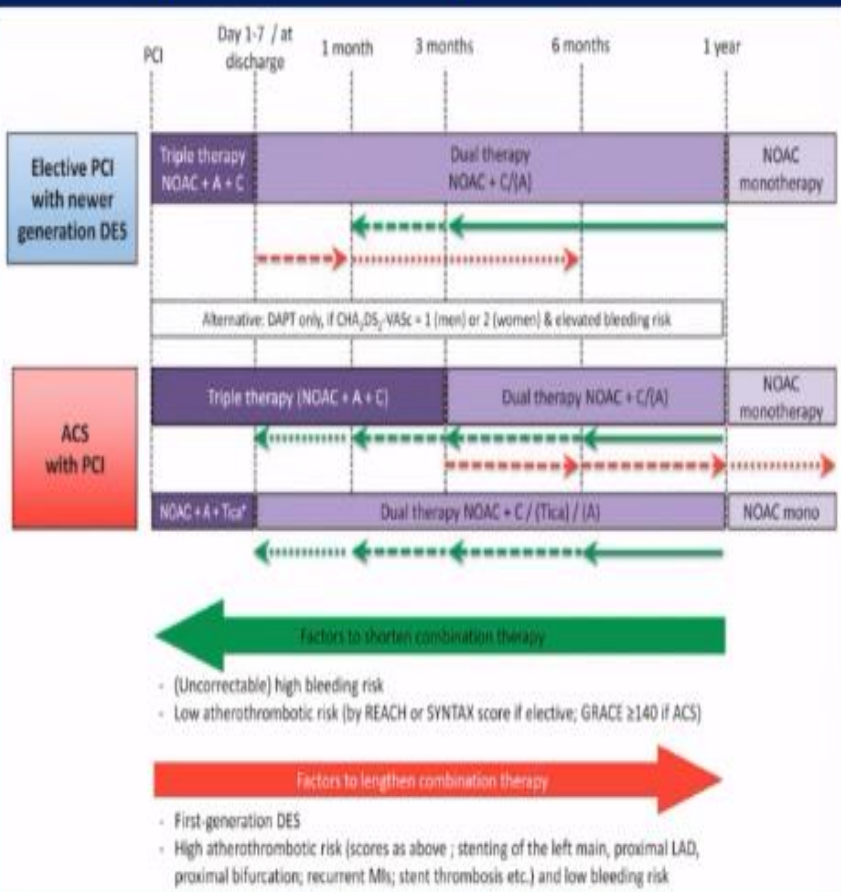 PCI
Day 1-7 / at
discharge
1 month
3 months
6 months
1 year
Elective PCI
with newer
generation DES
Triple therapy
NOAC + A + C
Dual therapy
NOAC + C/(A)
NOAC
monotherapy
Alternative: DAPT only, if CHA₂DS₂-VASc = 1 (men) or 2 (women) & elevated bleeding risk
ACS
with PCI
Triple therapy (NOAC + A + C)
Dual therapy NOAC + C/(A)
NOAC
monotherapy
NOAC + A + Tica*
Dual therapy NOAC + C / (Tica) / (A)
NOAC mono
Factors to shorten combination therapy
- (Uncorrectable) high bleeding risk
- Low atherothrombotic risk (by REACH or SYNTAX score if elective; GRACE ≥140 if ACS)
Factors to lengthen combination therapy
- First-generation DES
- High atherothrombotic risk (scores as above ; stenting of the left main, proximal LAD,
proximal bifurcation; recurrent MIs; stent thrombosis etc.) and low bleeding risk